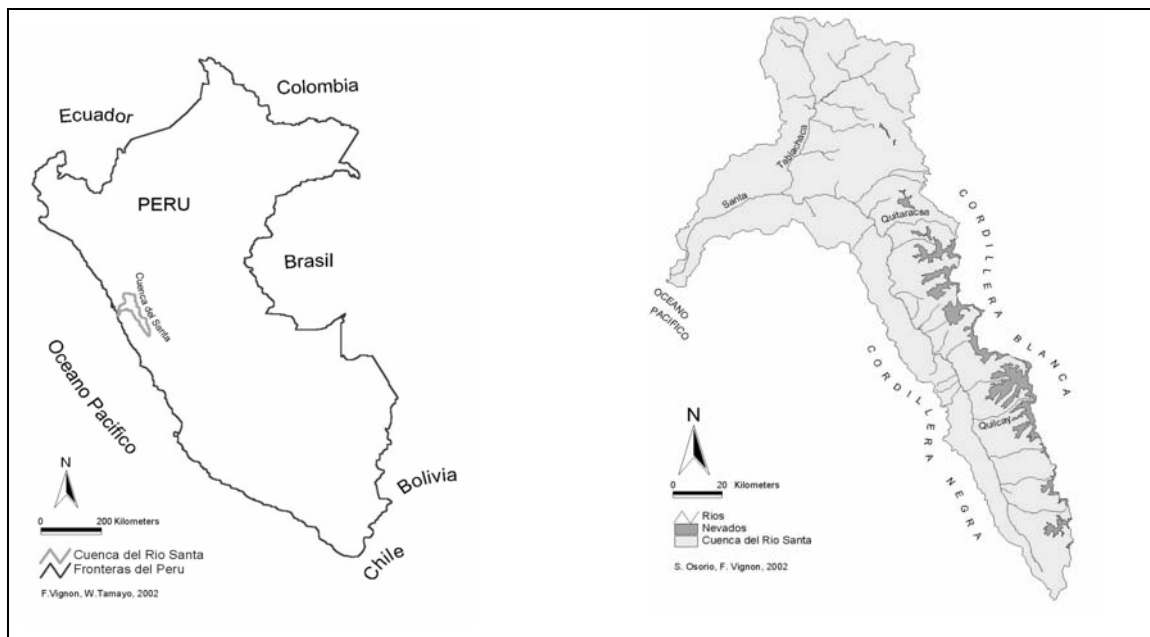 Colombia
Ecuador
PERU
Brasil
Cuenca del Santa
Oceano Pacifico
N
0 200 Kilometers
Bolivia
Chile
Cuenca del Rio Santa
Fronteras del Peru
F.Vignon, W.Tamayo, 2002
Tablachaca
Santa
Quitaracsa
CORDILLERA BLANCA
OCEANO
PACIFICO
CORDILLERA NEGRA
Quilcay
N
0 20 Kilometers
Rios
Nevados
Cuenca del Rio Santa
S. Osorio, F. Vignon, 2002